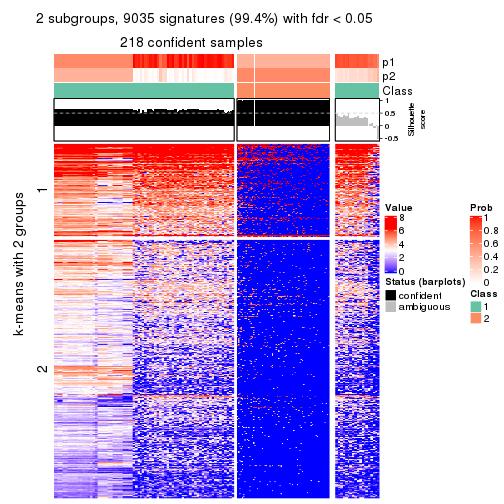 2 subgroups, 9035 signatures (99.4%) with fdr < 0.05
218 confident samples
p1
p2
Class
1
0.5
0
-0.5
Silhouette
score
k-means with 2 groups
1
2
Value
8
6
4
2
0
Status (barplots)
confident
ambiguous
Prob
1
0.8
0.6
0.4
0.2
0
Class
1
2